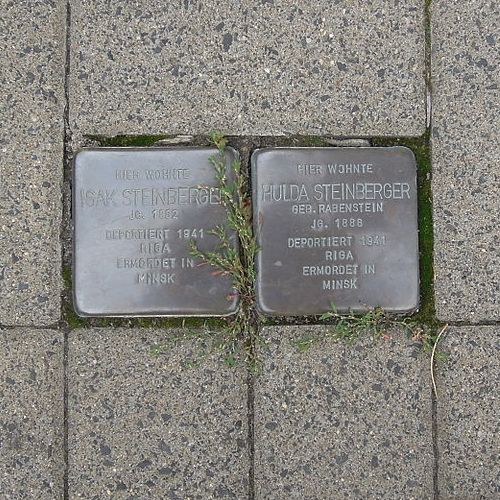 HIER WOHNTE
ISAK STEINBERGER
JG. 1882
DEPORTIERT 1941
RIGA
ERMORDET IN
MINSK
HIER WOHNTE
HULDA STEINBERGER
GEB. RABENSTEIN
JG. 1888
DEPORTIERT 1941
RIGA
ERMORDET IN
MINSK